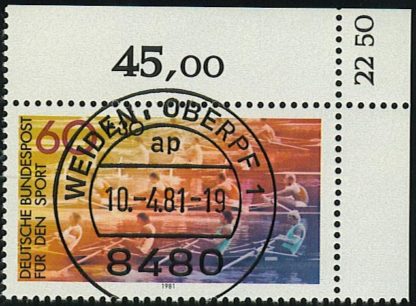 45,00
22 50
60+30
DEUTSCHE BUNDESPOST
FÜR DEN SPORT
WEIDEN, OBERPF 1
ap
10.-4.81-19
8480
1981